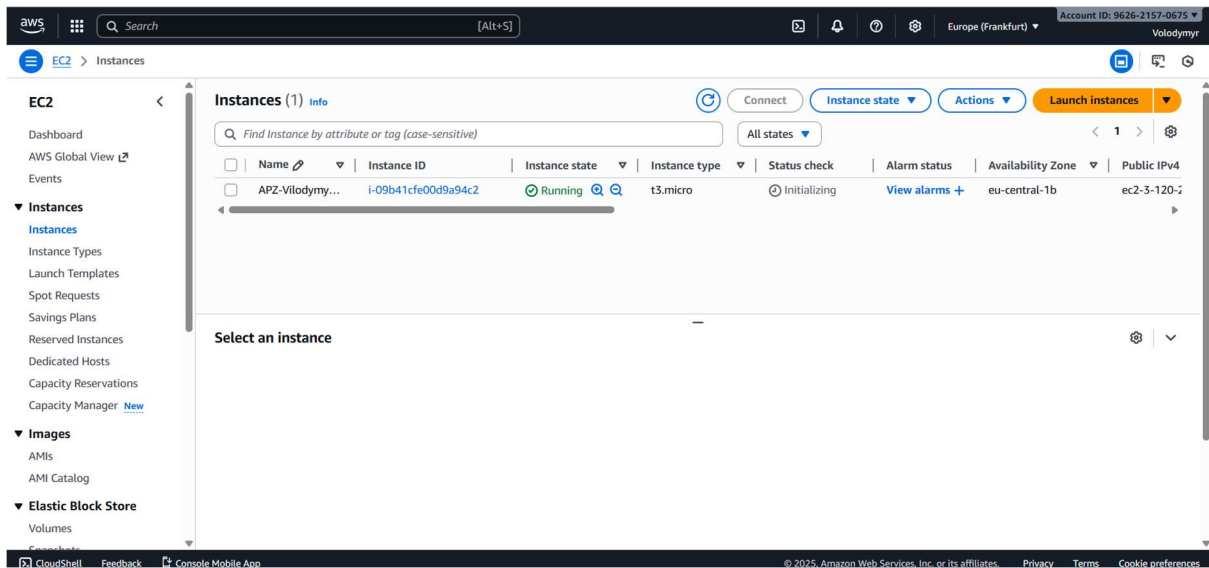 aws Search [Alt+S] Europe (Frankfurt) Account ID: 9626-2157-0675
Volodymyr
EC2 > Instances
EC2
Dashboard
AWS Global View
Events
Instances
Instances
Instance Types
Launch Templates
Spot Requests
Savings Plans
Reserved Instances
Dedicated Hosts
Capacity Reservations
Capacity Manager New
Images
AMIs
AMI Catalog
Elastic Block Store
Volumes
Snapshots
Instances (1) Info Connect Instance state Actions Launch instances
Find Instance by attribute or tag (case-sensitive) All states 1
Name Instance ID Instance state Instance type Status check Alarm status Availability Zone Public IPv4
APZ-Vilodymy... i-09b41cfe00d9a94c2 Running t3.micro Initializing View alarms + eu-central-1b ec2-3-120-2
Select an instance
CloudShell Feedback Console Mobile App © 2025, Amazon Web Services, Inc. or its affiliates. Privacy Terms Cookie preferences